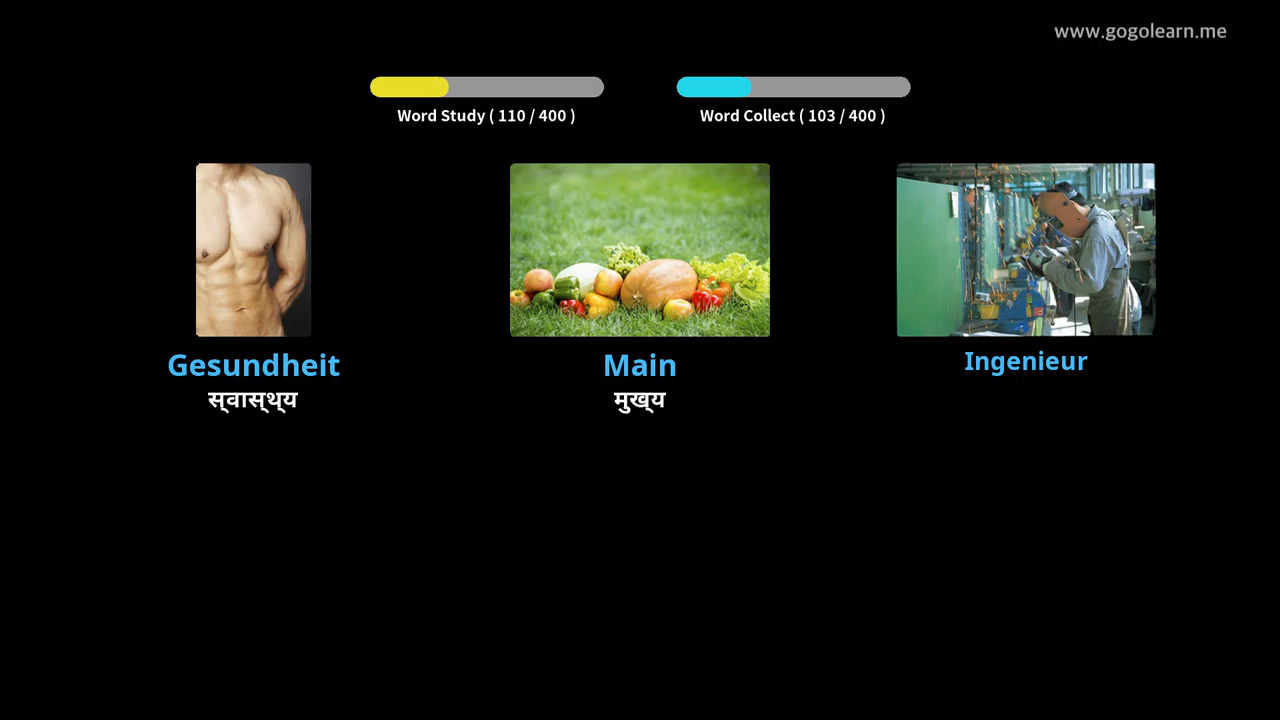 www.gogolearn.me
Word Study ( 110 / 400 )
Word Collect ( 103 / 400 )
Gesundheit
स्वास्थ्य
Main
मुख्य
Ingenieur